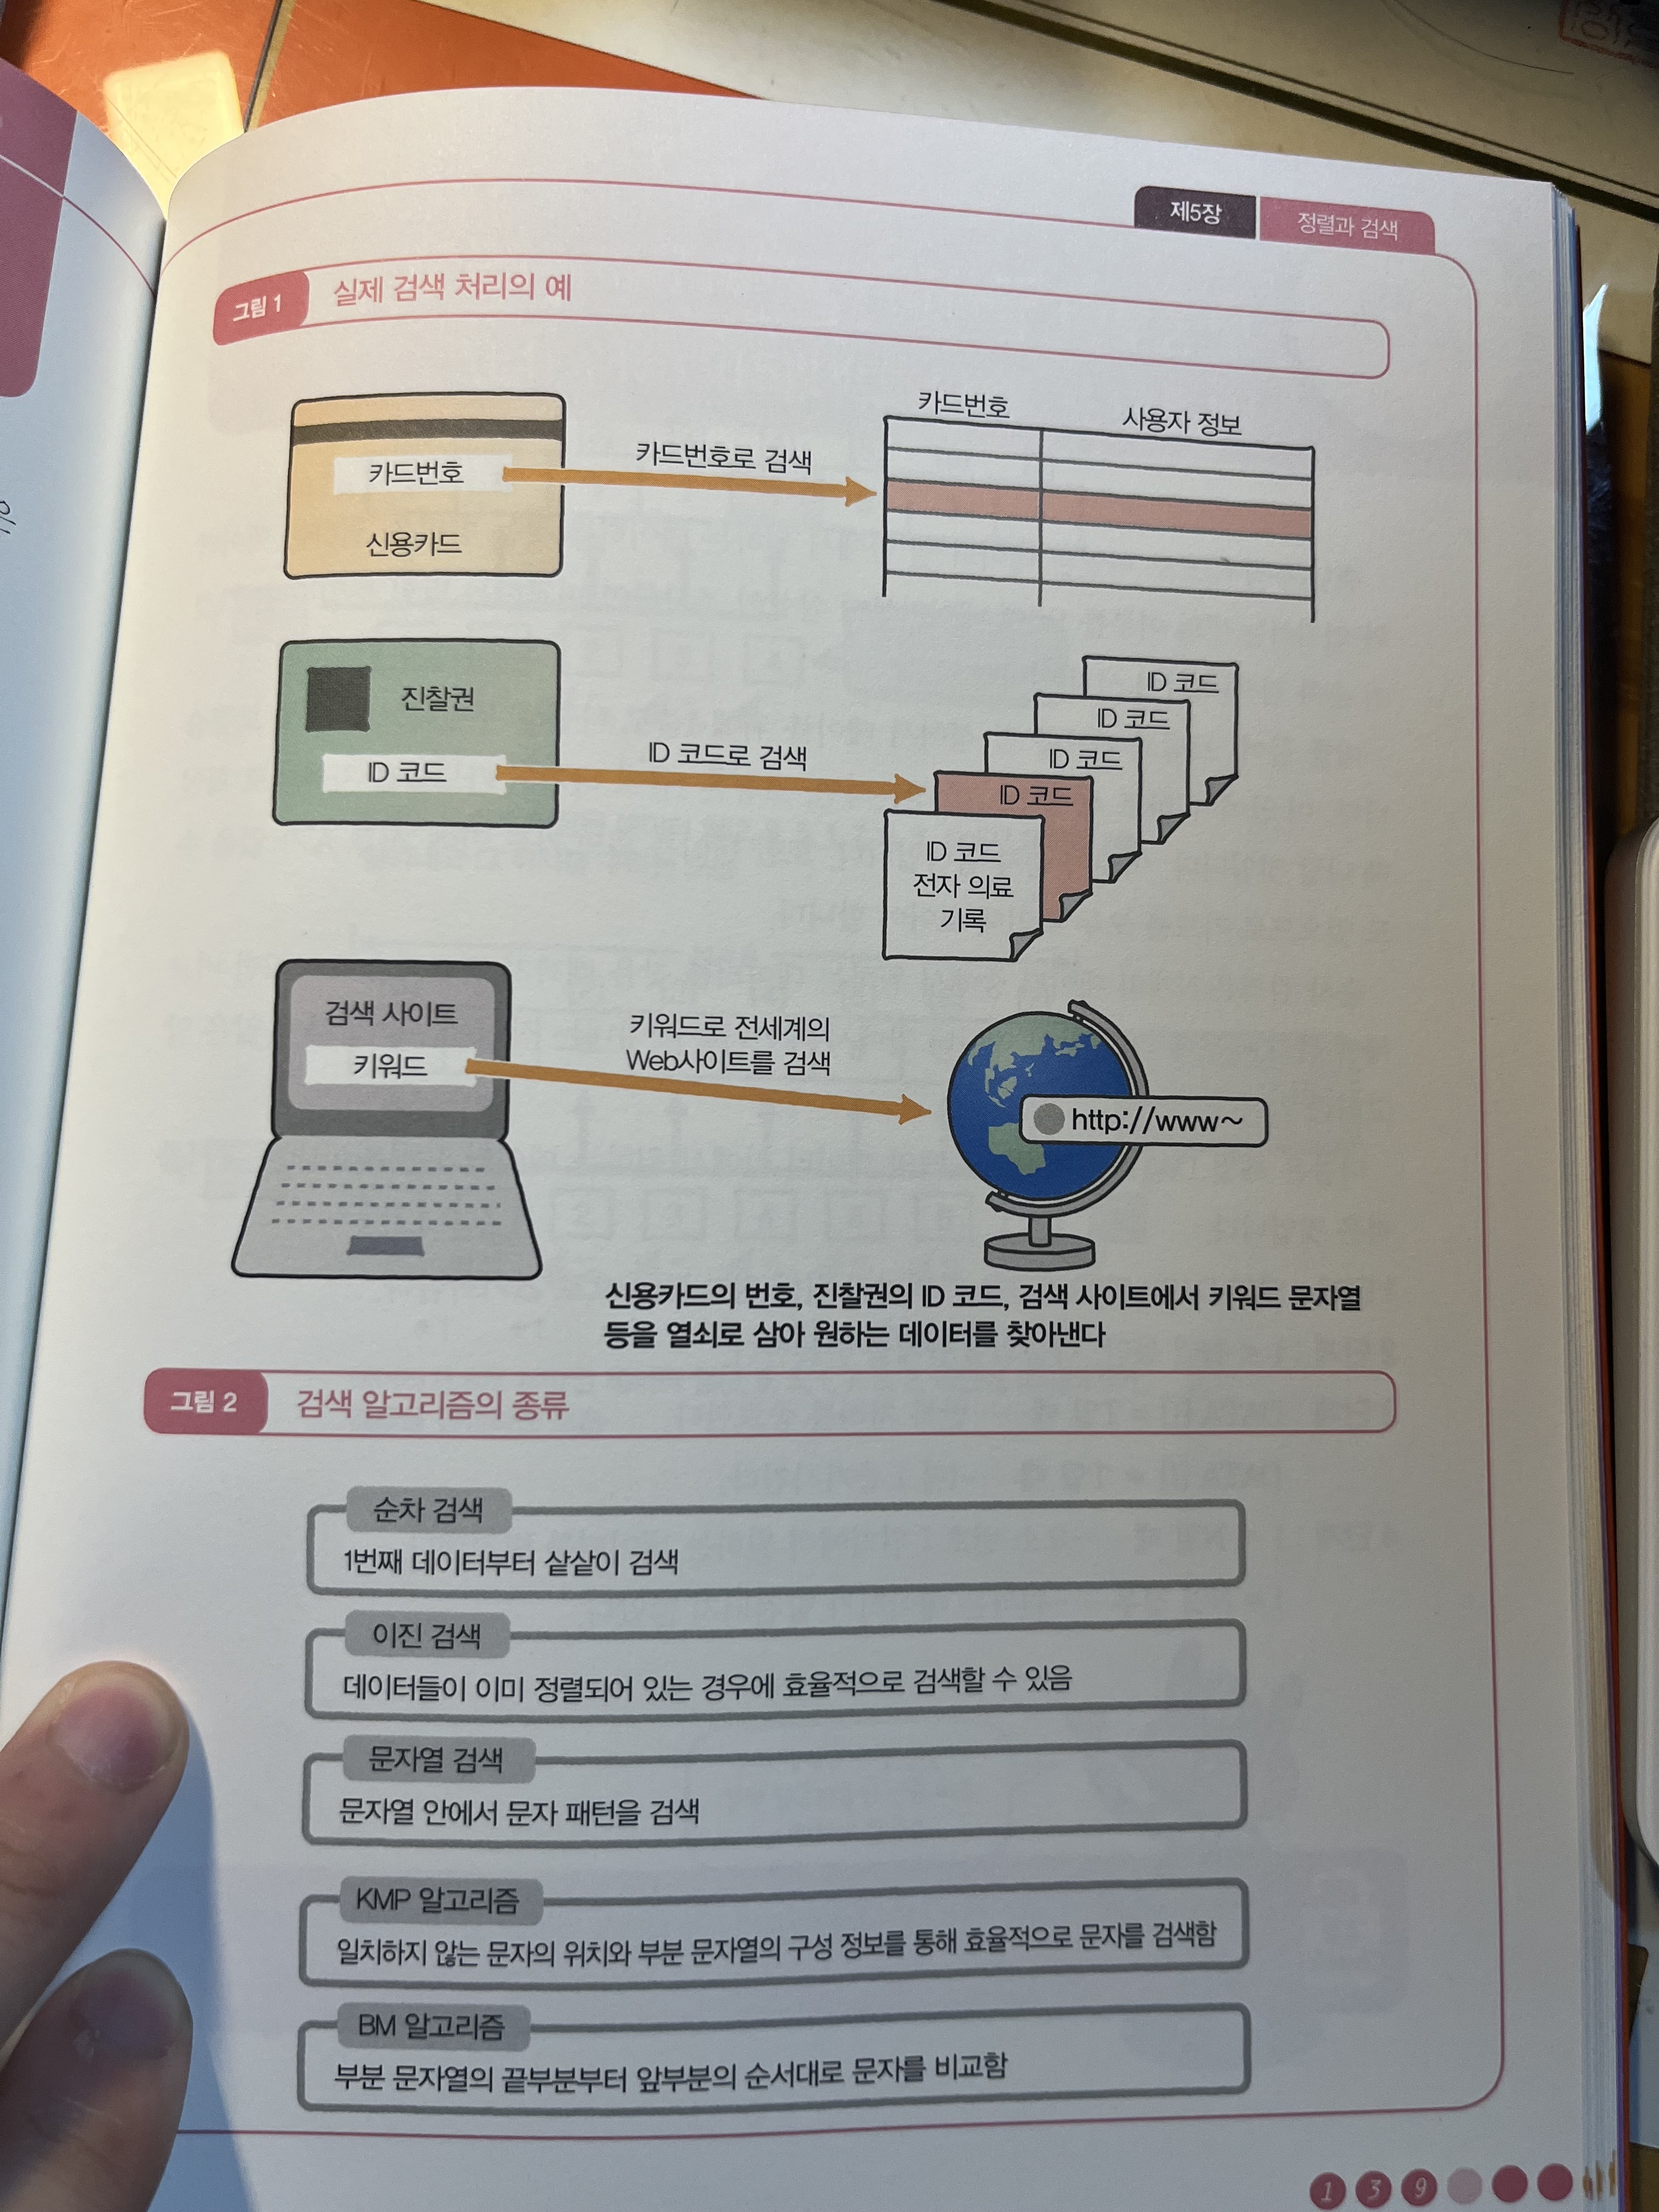 제5장 정렬과 검색
그림 1 실제 검색 처리의 예
카드번호
신용카드
카드번호로 검색
카드번호 사용자 정보
진찰권
ID 코드
ID 코드로 검색
ID 코드
ID 코드
ID 코드
ID 코드
ID 코드
전자 의료
기록
검색 사이트
키워드
키워드로 전세계의
Web사이트를 검색
http://www~
신용카드의 번호, 진찰권의 ID 코드, 검색 사이트에서 키워드 문자열
등을 열쇠로 삼아 원하는 데이터를 찾아낸다
그림 2 검색 알고리즘의 종류
순차 검색
1번째 데이터부터 샅샅이 검색
이진 검색
데이터들이 이미 정렬되어 있는 경우에 효율적으로 검색할 수 있음
문자열 검색
문자열 안에서 문자 패턴을 검색
KMP 알고리즘
일치하지 않는 문자의 위치와 부분 문자열의 구성 정보를 통해 효율적으로 문자를 검색함
BM 알고리즘
부분 문자열의 끝부분부터 앞부분의 순서대로 문자를 비교함
139